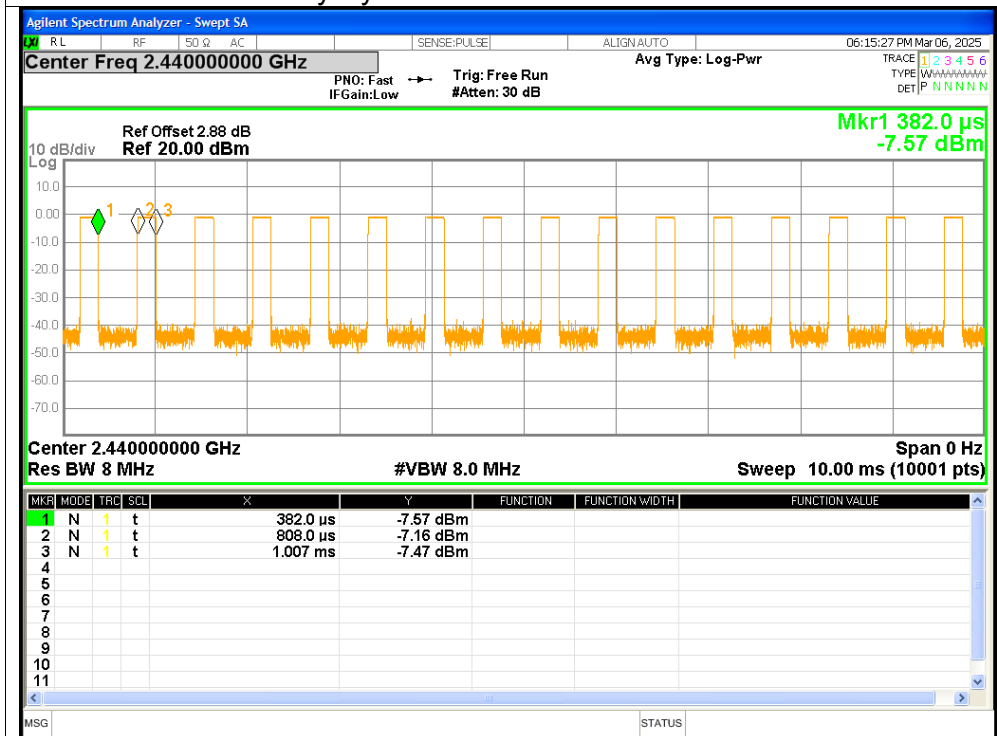 Agilent Spectrum Analyzer - Swept SA
LXI RL RF 50 Ω AC SENSE:PULSE ALIGN AUTO 06:15:27 PM Mar 06, 2025
Center Freq 2.440000000 GHz Avg Type: Log-Pwr TRACE 1 2 3 4 5 6
PNO: Fast Trig: Free Run TYPE WWWWWW
IFGain:Low #Atten: 30 dB DET P N N N N N
Mkr1 382.0 µs
Ref Offset 2.88 dB
10 dB/div Ref 20.00 dBm -7.57 dBm
Log
10.0
0.00 1 2 3
-10.0
-20.0
-30.0
-40.0
-50.0
-60.0
-70.0
Center 2.440000000 GHz Span 0 Hz
Res BW 8 MHz #VBW 8.0 MHz Sweep 10.00 ms (10001 pts)
MKR MODE TRC SCL X Y FUNCTION FUNCTION WIDTH FUNCTION VALUE
1 N 1 t 382.0 µs -7.57 dBm
2 N 1 t 808.0 µs -7.16 dBm
3 N 1 t 1.007 ms -7.47 dBm
4
5
6
7
8
9
10
11
MSG STATUS